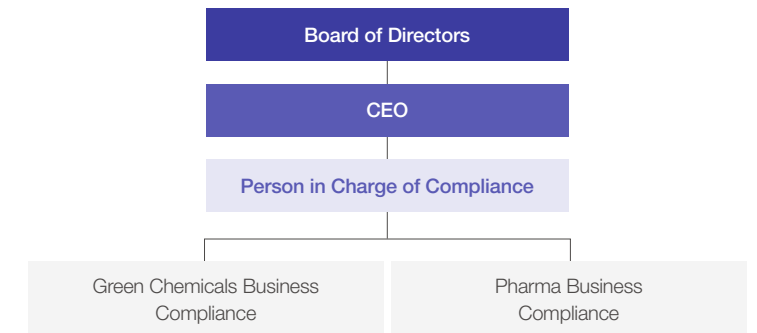 Board of Directors
CEO
Person in Charge of Compliance
Green Chemicals Business
Compliance
Pharma Business
Compliance